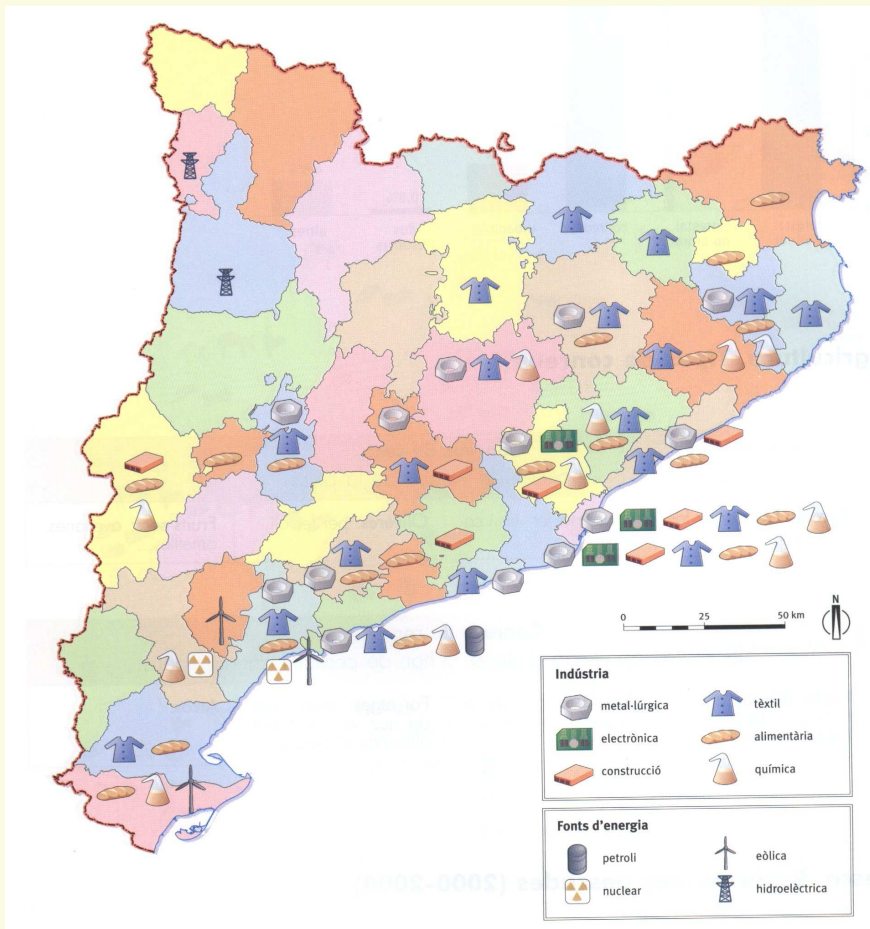 N
0 25 50 km
Indústria
metal·lúrgica
tèxtil
electrònica
alimentària
construcció
química
Fonts d'energia
petroli
eòlica
nuclear
hidroelèctrica